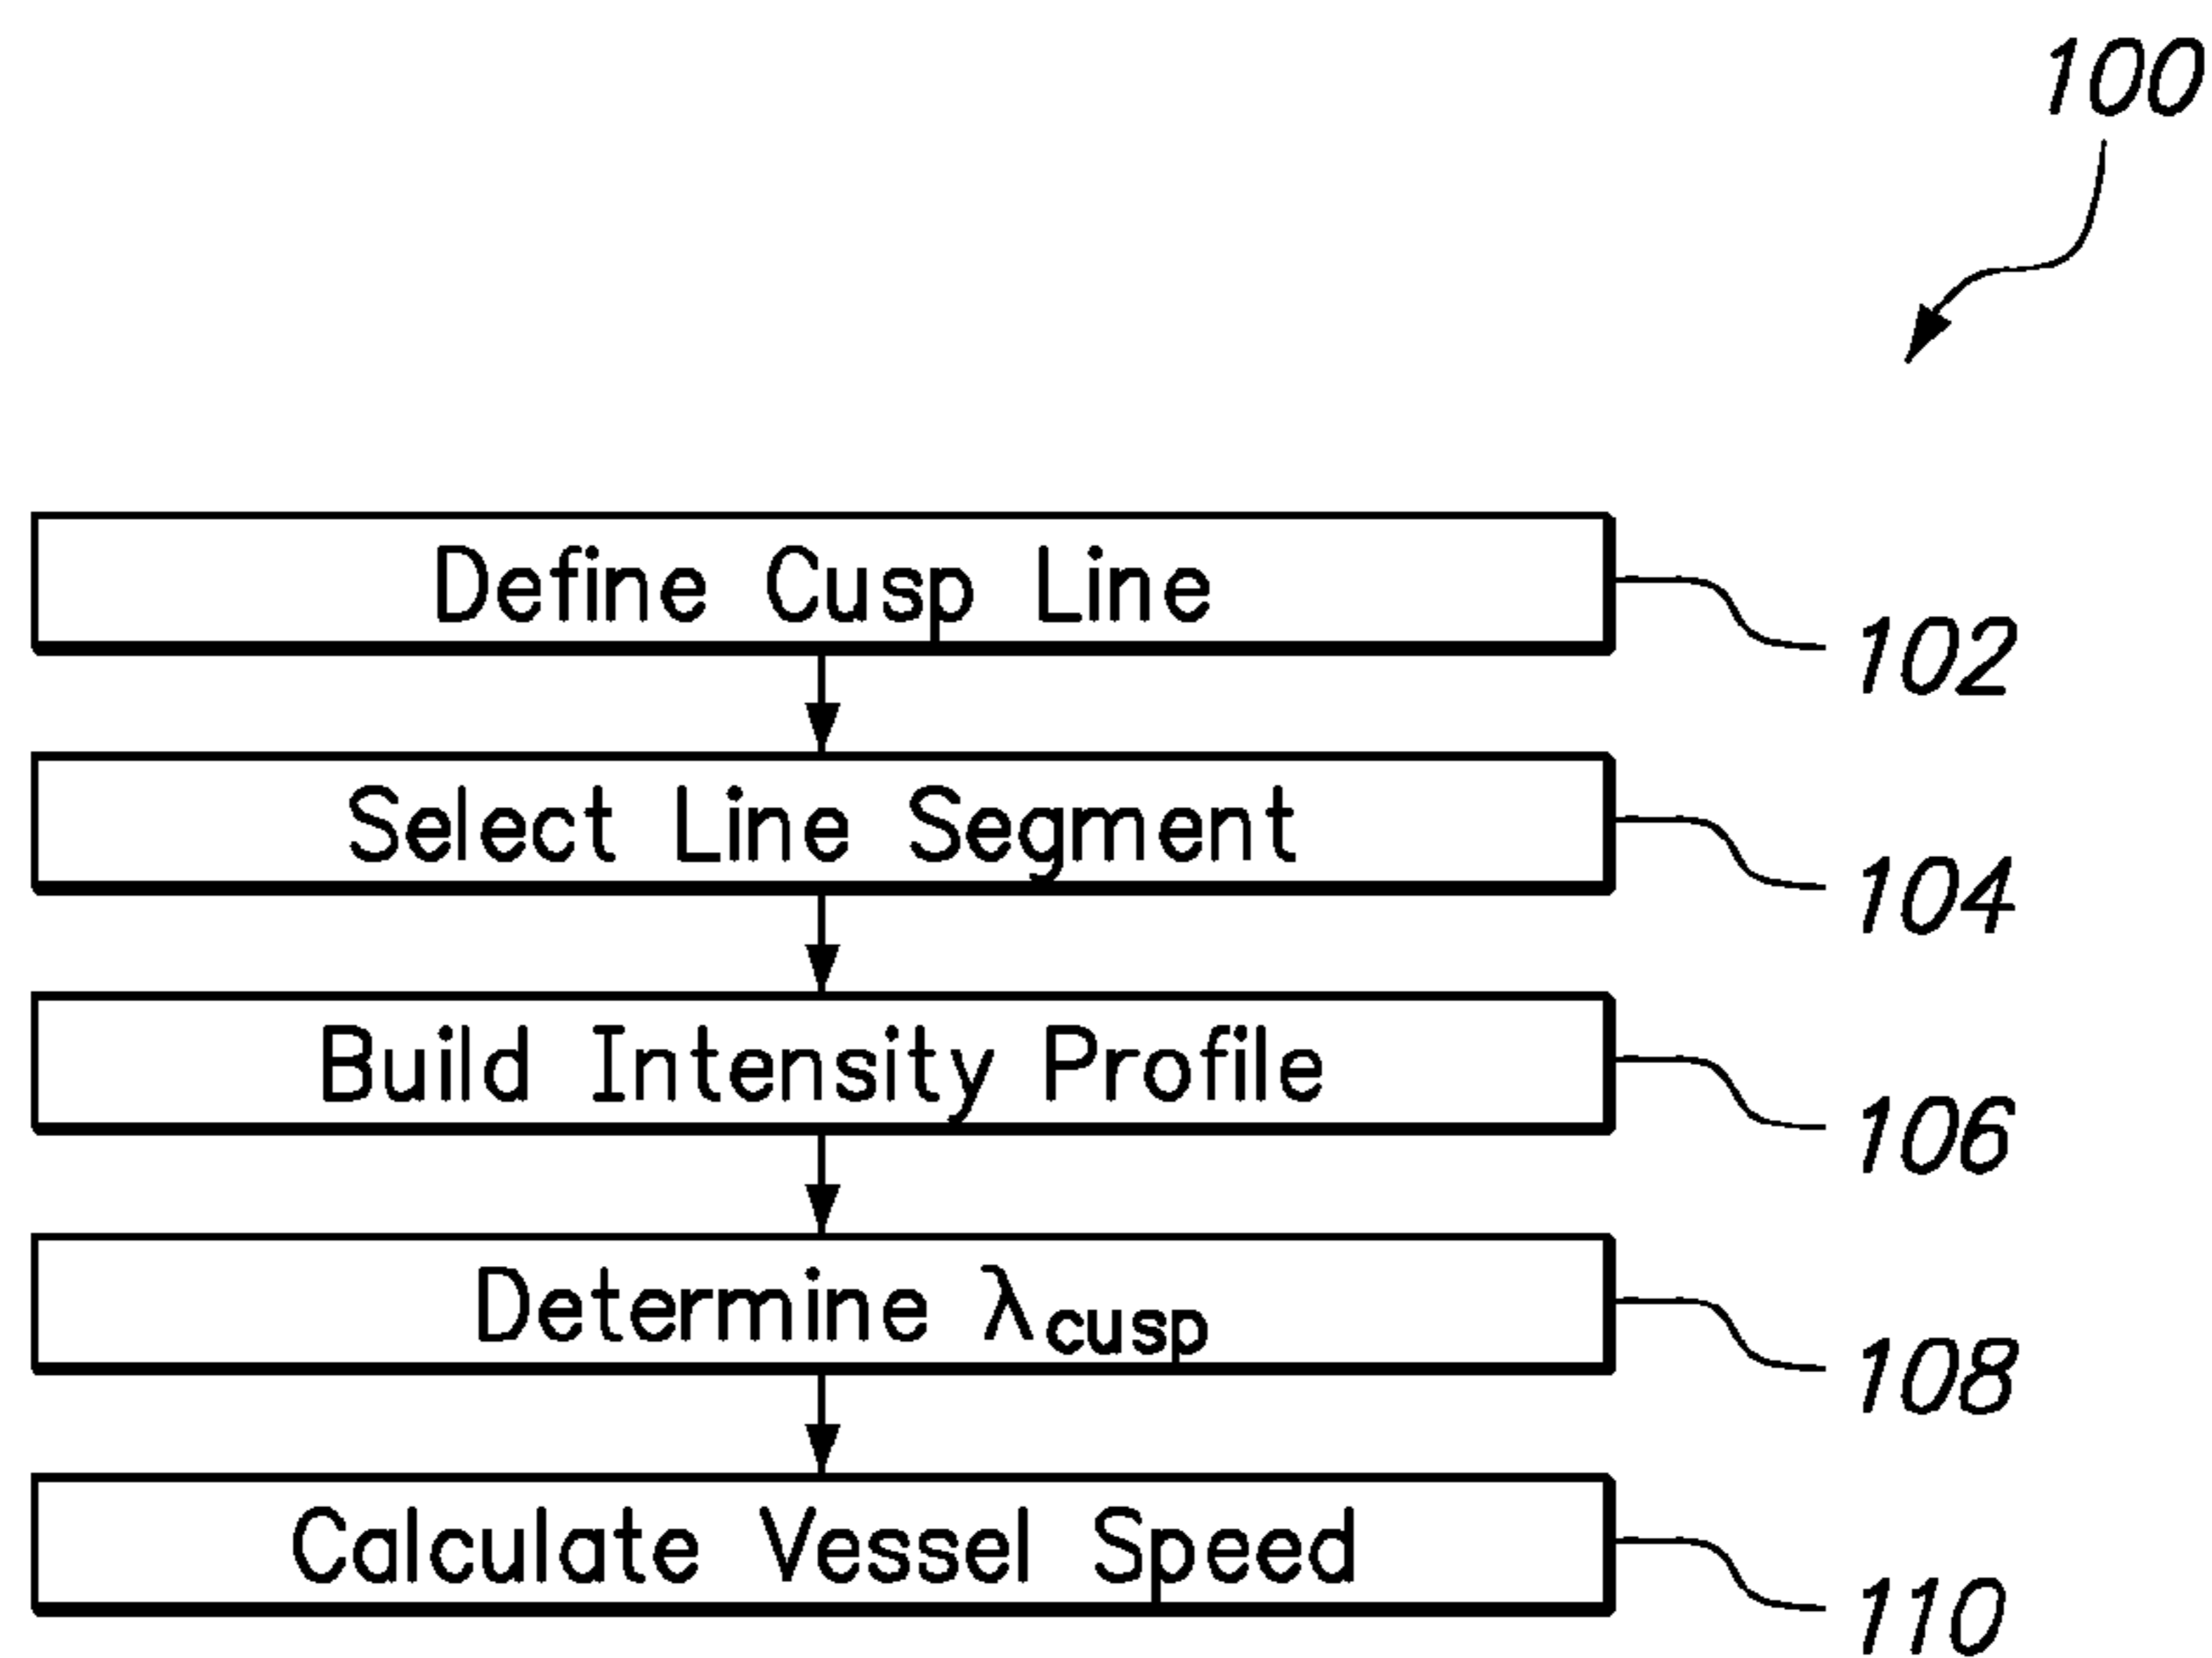 100
Define Cusp Line
102
Select Line Segment
104
Build Intensity Profile
106
Determine λcusp
108
Calculate Vessel Speed
110